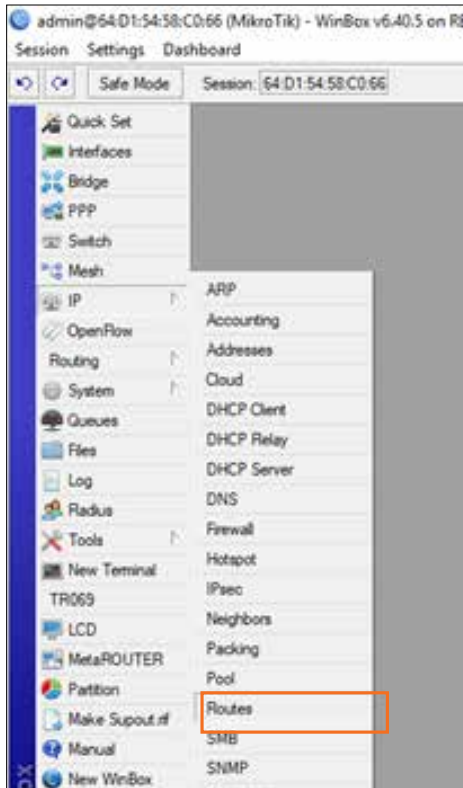 admin@64:D1:54:58:C0:66 (MikroTik) - WinBox v6.40.5 on RB
Session Settings Dashboard
Safe Mode Session: 64:D1:54:58:C0:66
Quick Set
Interfaces
Bridge
PPP
Switch
Mesh
IP
OpenFlow
Routing
System
Queues
Files
Log
Radius
Tools
New Terminal
TR069
LCD
MetaROUTER
Partition
Make Supout.rif
Manual
New WinBox
ARP
Accounting
Addresses
Cloud
DHCP Client
DHCP Relay
DHCP Server
DNS
Firewall
Hotspot
IPsec
Neighbors
Packing
Pool
Routes
SMB
SNMP